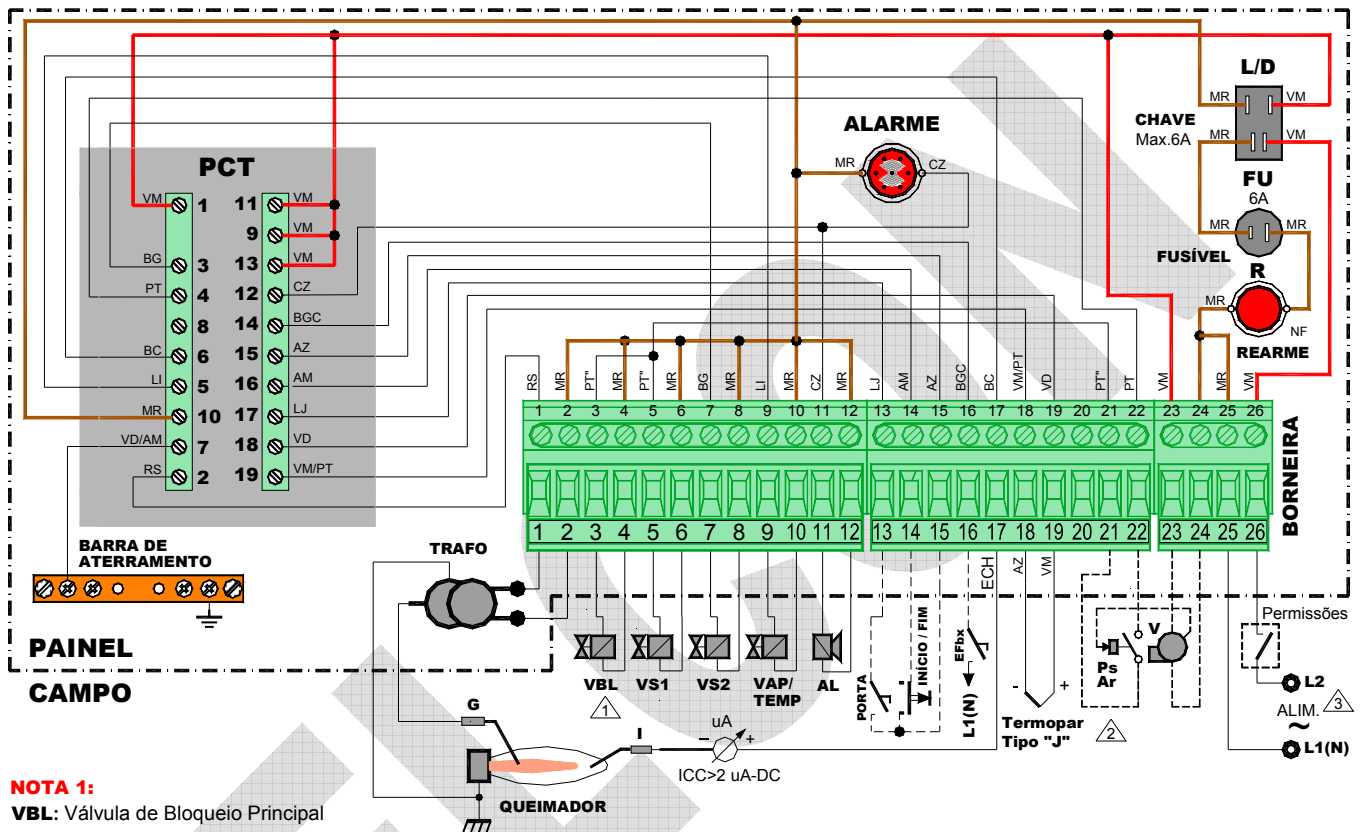 L/D
MR
VM
CHAVE
Max.6A
MR
VM
ALARME
MR
CZ
FU
6A
MR
MR
FUSÍVEL
R
MR
NF
REARME
PCT
VM 1 11 VM
9 VM
BG 3 13 VM
PT 4 12 CZ
8 14 BGC
BC 6 15 AZ
LI 5 16 AM
MR 10 17 LJ
VD/AM 7 18 VD
RS 2 19 VM/PT
RS MR PT" MR PT" MR BG MR LI MR CZ MR LJ AM AZ BGC BC VM/PT VD PT" PT VM MR VM
1 2 3 4 5 6 7 8 9 10 11 12 13 14 15 16 17 18 19 20 21 22 23 24 25 26
BORNEIRA
1 2 3 4 5 6 7 8 9 10 11 12 13 14 15 16 17 18 19 20 21 22 23 24 25 26
BARRA DE
ATERRAMENTO
TRAFO
ECH
AZ
VM
PAINEL
CAMPO
VBL
1
VS1
VS2
VAP/
TEMP
AL
PORTA
INÍCIO / FIM
EFbx
L1(N)
- +
Termopar
Tipo "J"
Ps
Ar
V
2
Permissões
L2
ALIM.
3
~
L1(N)
G
I
uA
- +
ICC>2 uA-DC
QUEIMADOR
NOTA 1:
VBL: Válvula de Bloqueio Principal